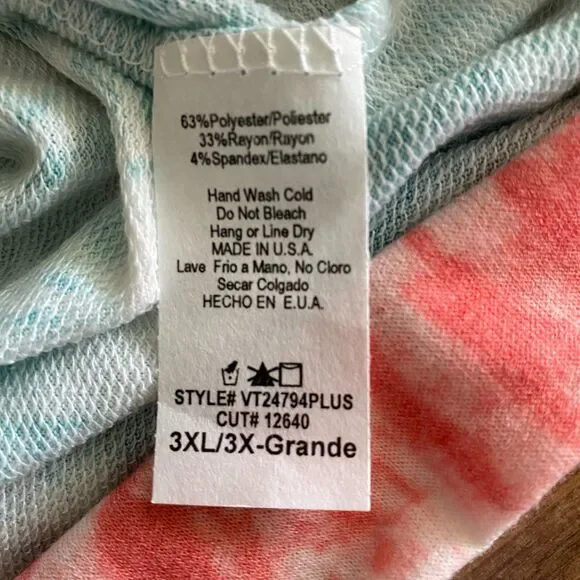 63%Polyester/Poliester
33%Rayon/Rayon
4%Spandex/Elastano
Hand Wash Cold
Do Not Bleach
Hang or Line Dry
MADE IN U.S.A.
Lave Frio a Mano, No Cloro
Secar Colgado
HECHO EN E.U.A.
STYLE# VT24794PLUS
CUT# 12640
3XL/3X-Grande